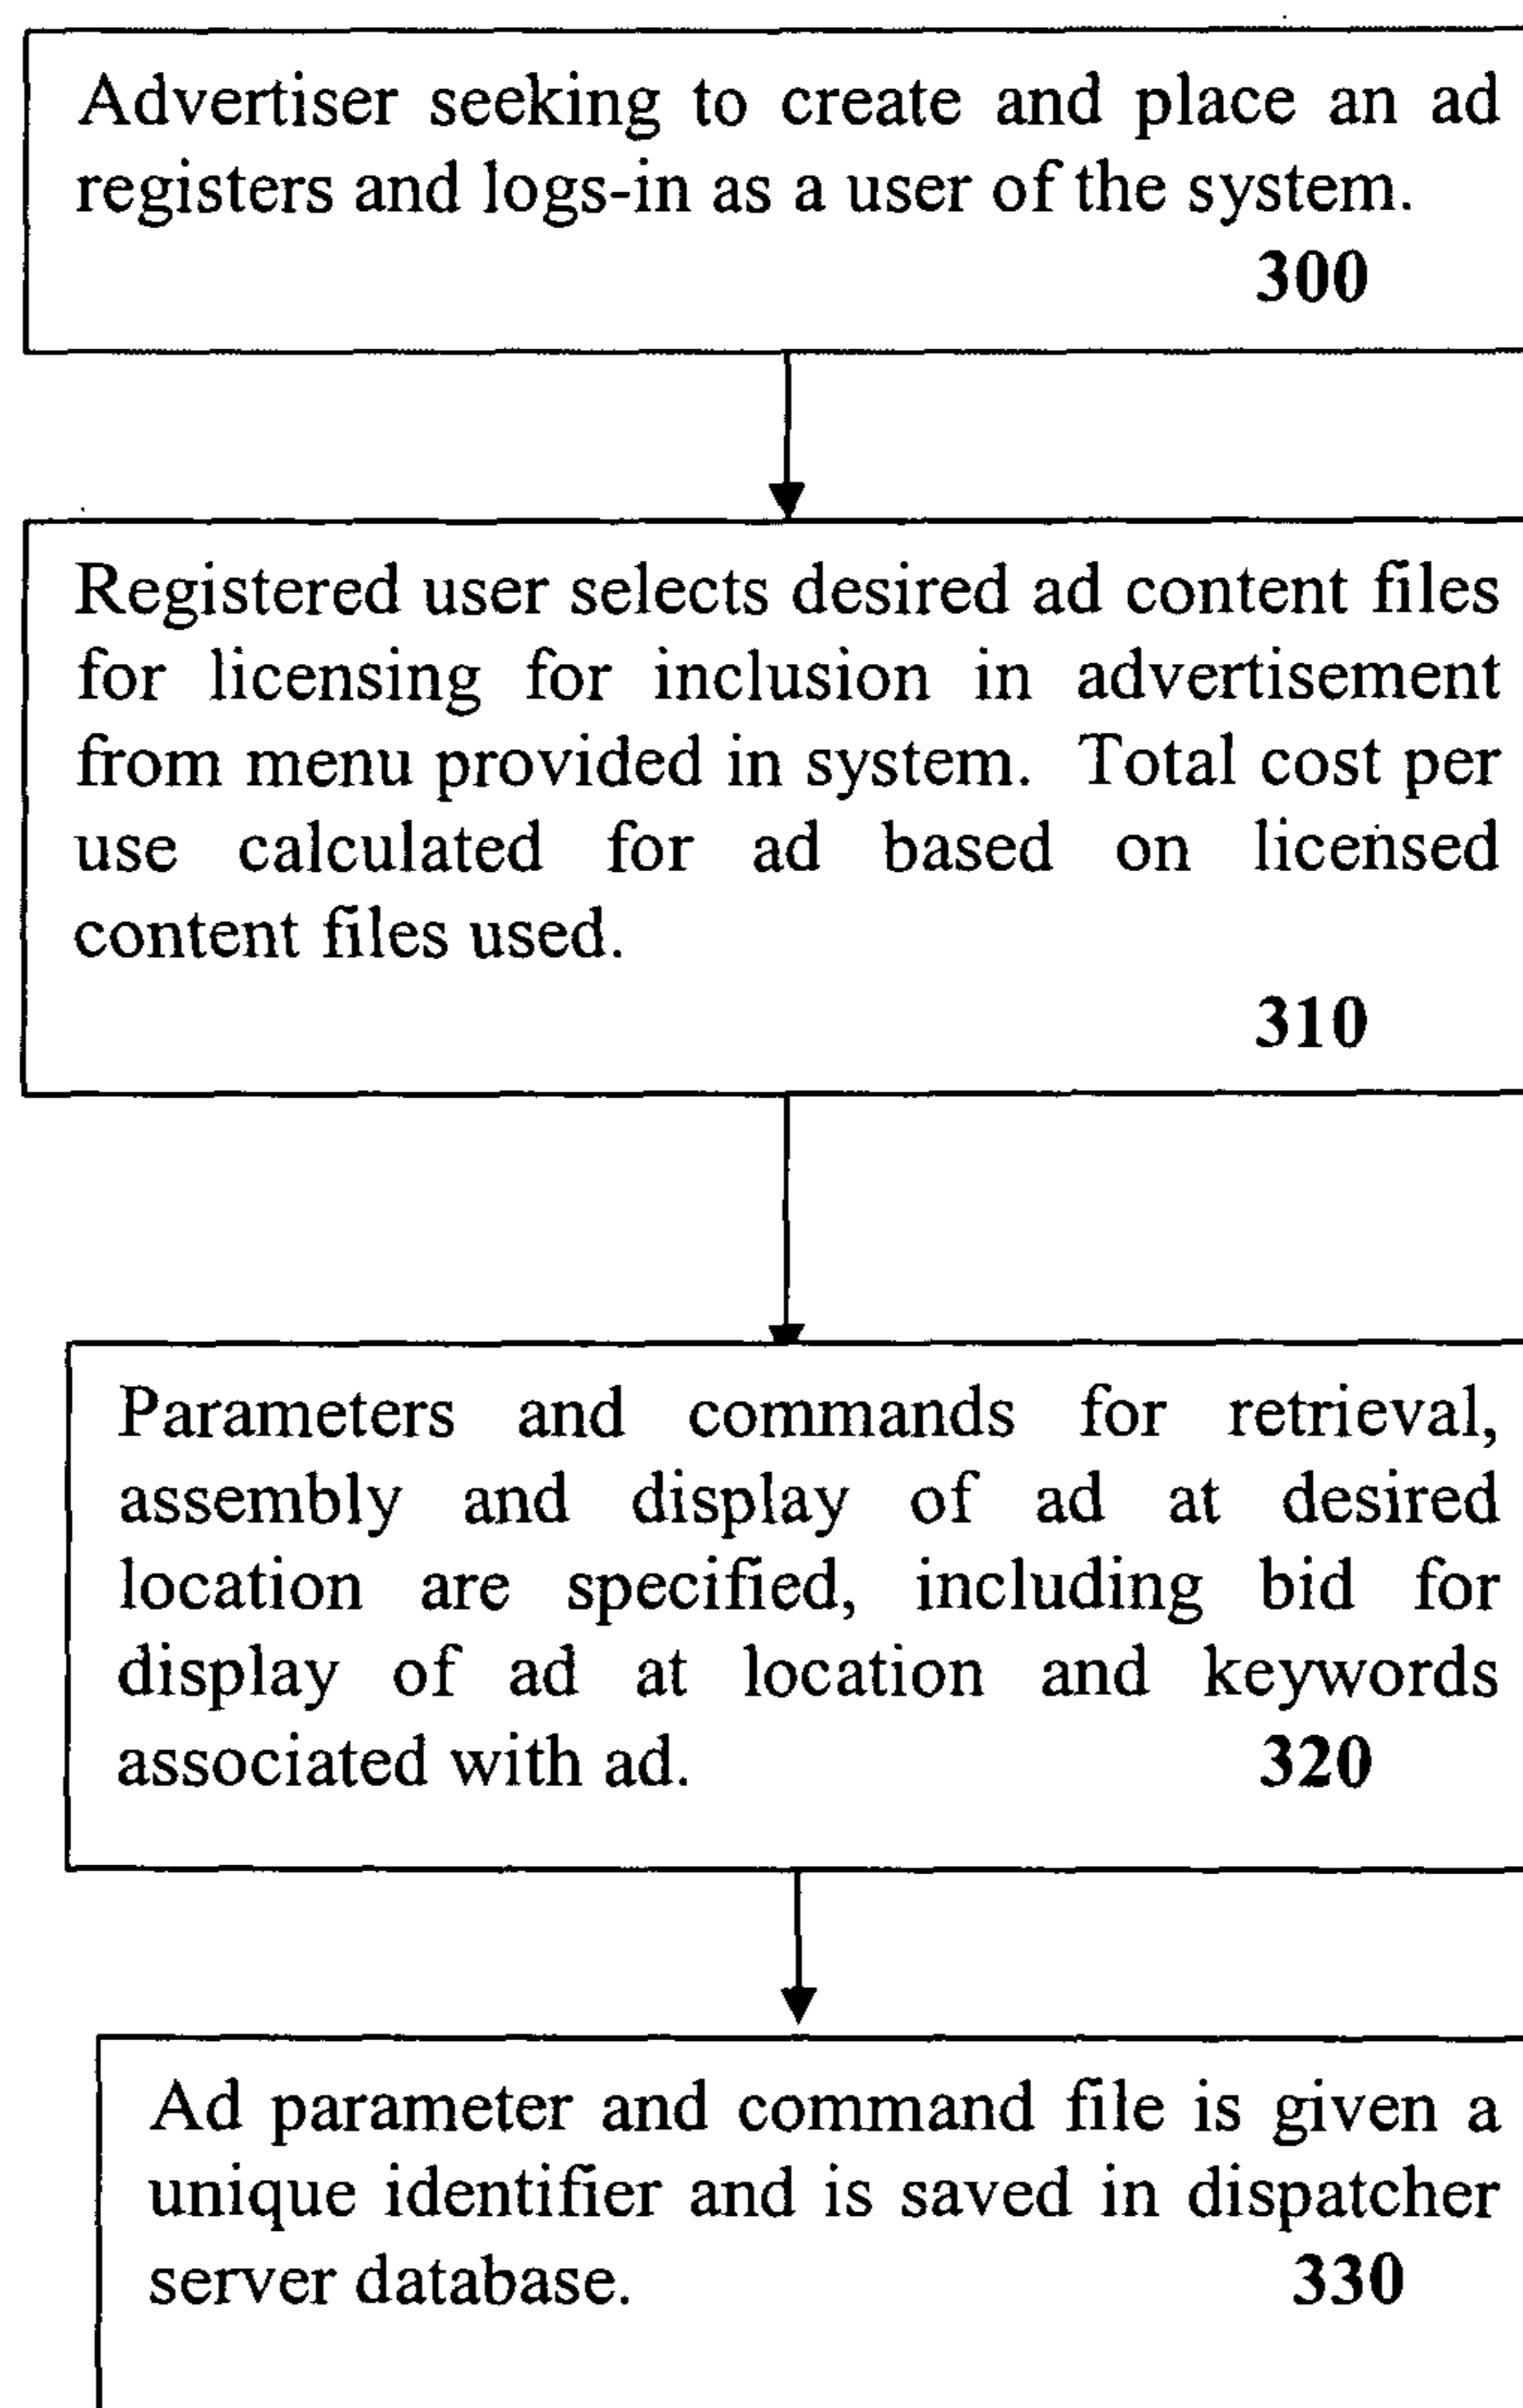 Advertiser seeking to create and place an ad
registers and logs-in as a user of the system.
300
Registered user selects desired ad content files
for licensing for inclusion in advertisement
from menu provided in system. Total cost per
use calculated for ad based on licensed
content files used.
310
Parameters and commands for retrieval,
assembly and display of ad at desired
location are specified, including bid for
display of ad at location and keywords
associated with ad. 320
Ad parameter and command file is given a
unique identifier and is saved in dispatcher
server database. 330